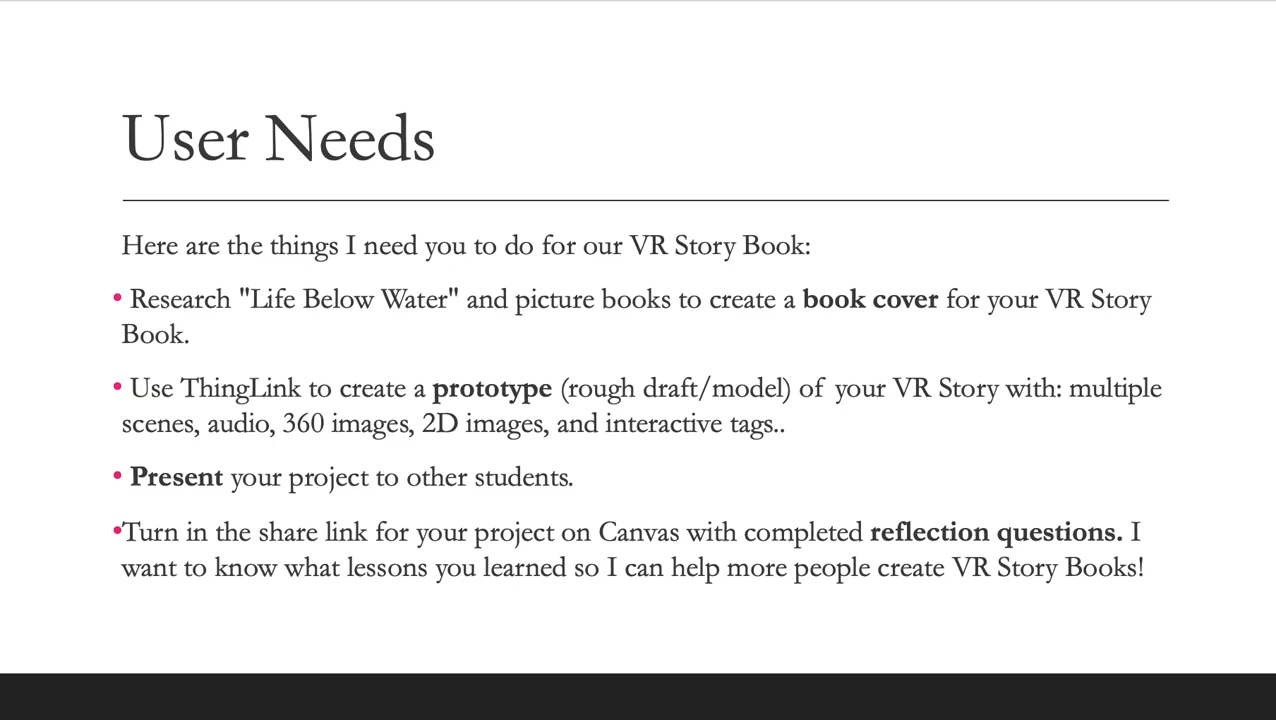 User Needs
Here are the things I need you to do for our VR Story Book:
• Research "Life Below Water" and picture books to create a book cover for your VR Story
Book.
• Use ThingLink to create a prototype (rough draft/model) of your VR Story with: multiple
scenes, audio, 360 images, 2D images, and interactive tags..
• Present your project to other students.
•Turn in the share link for your project on Canvas with completed reflection questions. I
want to know what lessons you learned so I can help more people create VR Story Books!